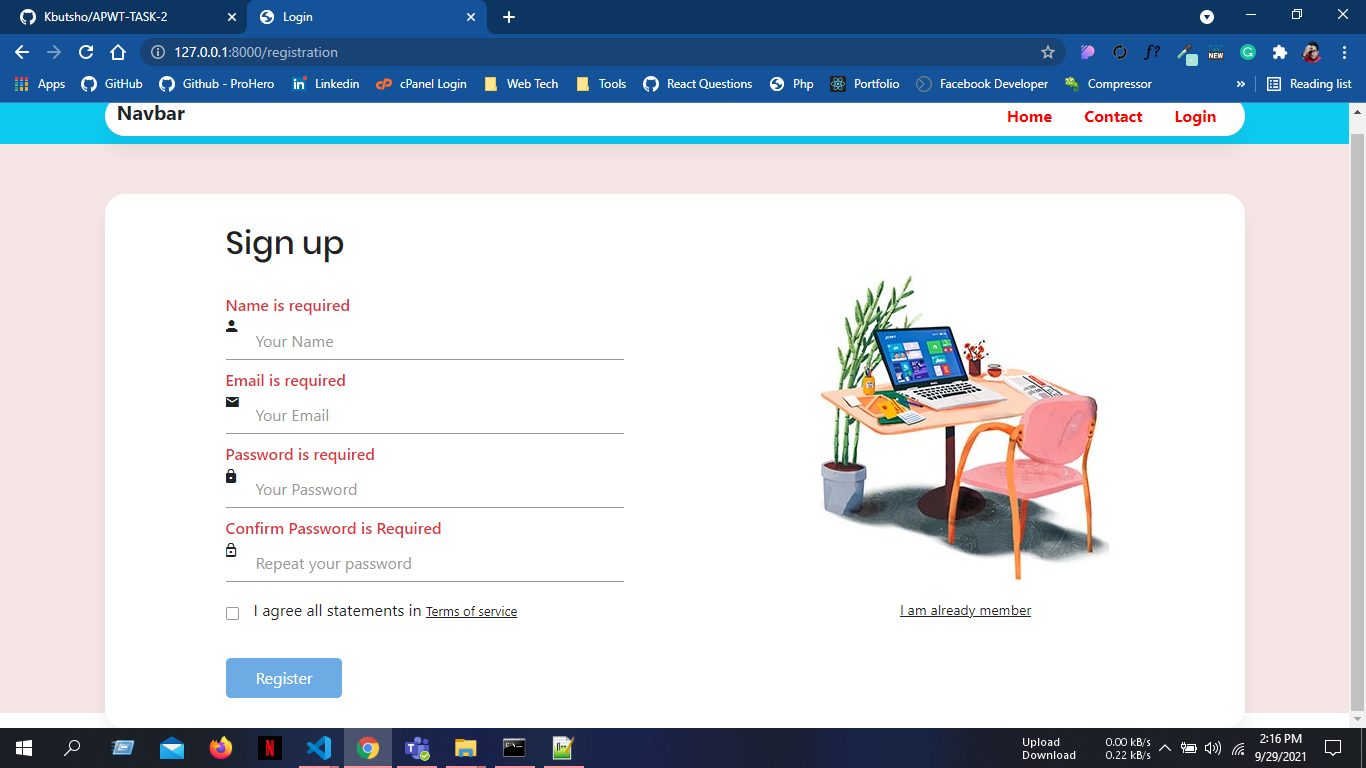 Kbutsho/APWT-TASK-2
Login
127.0.0.1:8000/registration
f?
NEW
Apps
GitHub
Github - ProHero
Linkedin
cPanel Login
Web Tech
Tools
React Questions
Php
Portfolio
Facebook Developer
Compressor
»
Reading list
Navbar
Home
Contact
Login
Sign up
Name is required
Your Name
Email is required
Your Email
Password is required
Your Password
Confirm Password is Required
Repeat your password
I agree all statements in Terms of service
I am already member
Register
Upload 0.00 kB/s
Download 0.22 kB/s
2:16 PM
9/29/2021